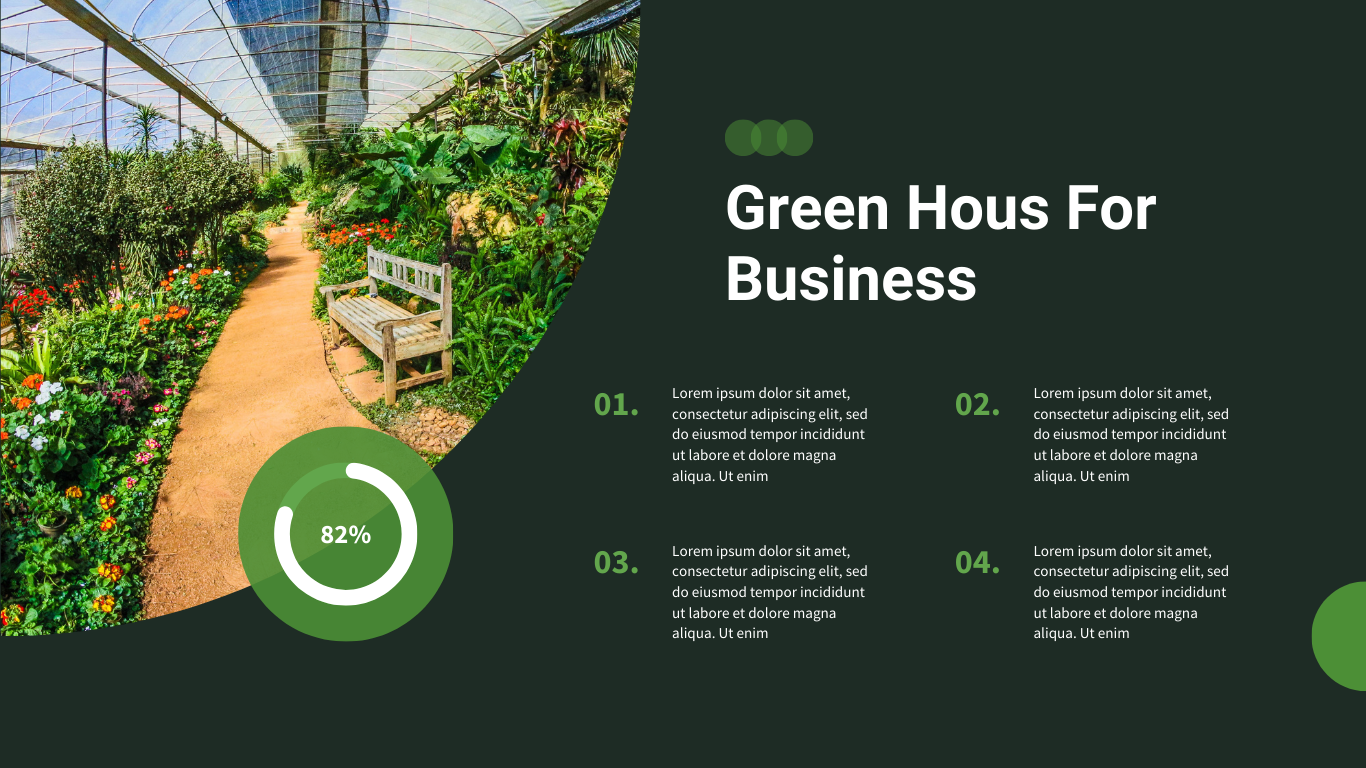 Green Hous For
Business
01.
Lorem ipsum dolor sit amet,
consectetur adipiscing elit, sed
do eiusmod tempor incididunt
ut labore et dolore magna
aliqua. Ut enim
02.
Lorem ipsum dolor sit amet,
consectetur adipiscing elit, sed
do eiusmod tempor incididunt
ut labore et dolore magna
aliqua. Ut enim
82%
03.
Lorem ipsum dolor sit amet,
consectetur adipiscing elit, sed
do eiusmod tempor incididunt
ut labore et dolore magna
aliqua. Ut enim
04.
Lorem ipsum dolor sit amet,
consectetur adipiscing elit, sed
do eiusmod tempor incididunt
ut labore et dolore magna
aliqua. Ut enim